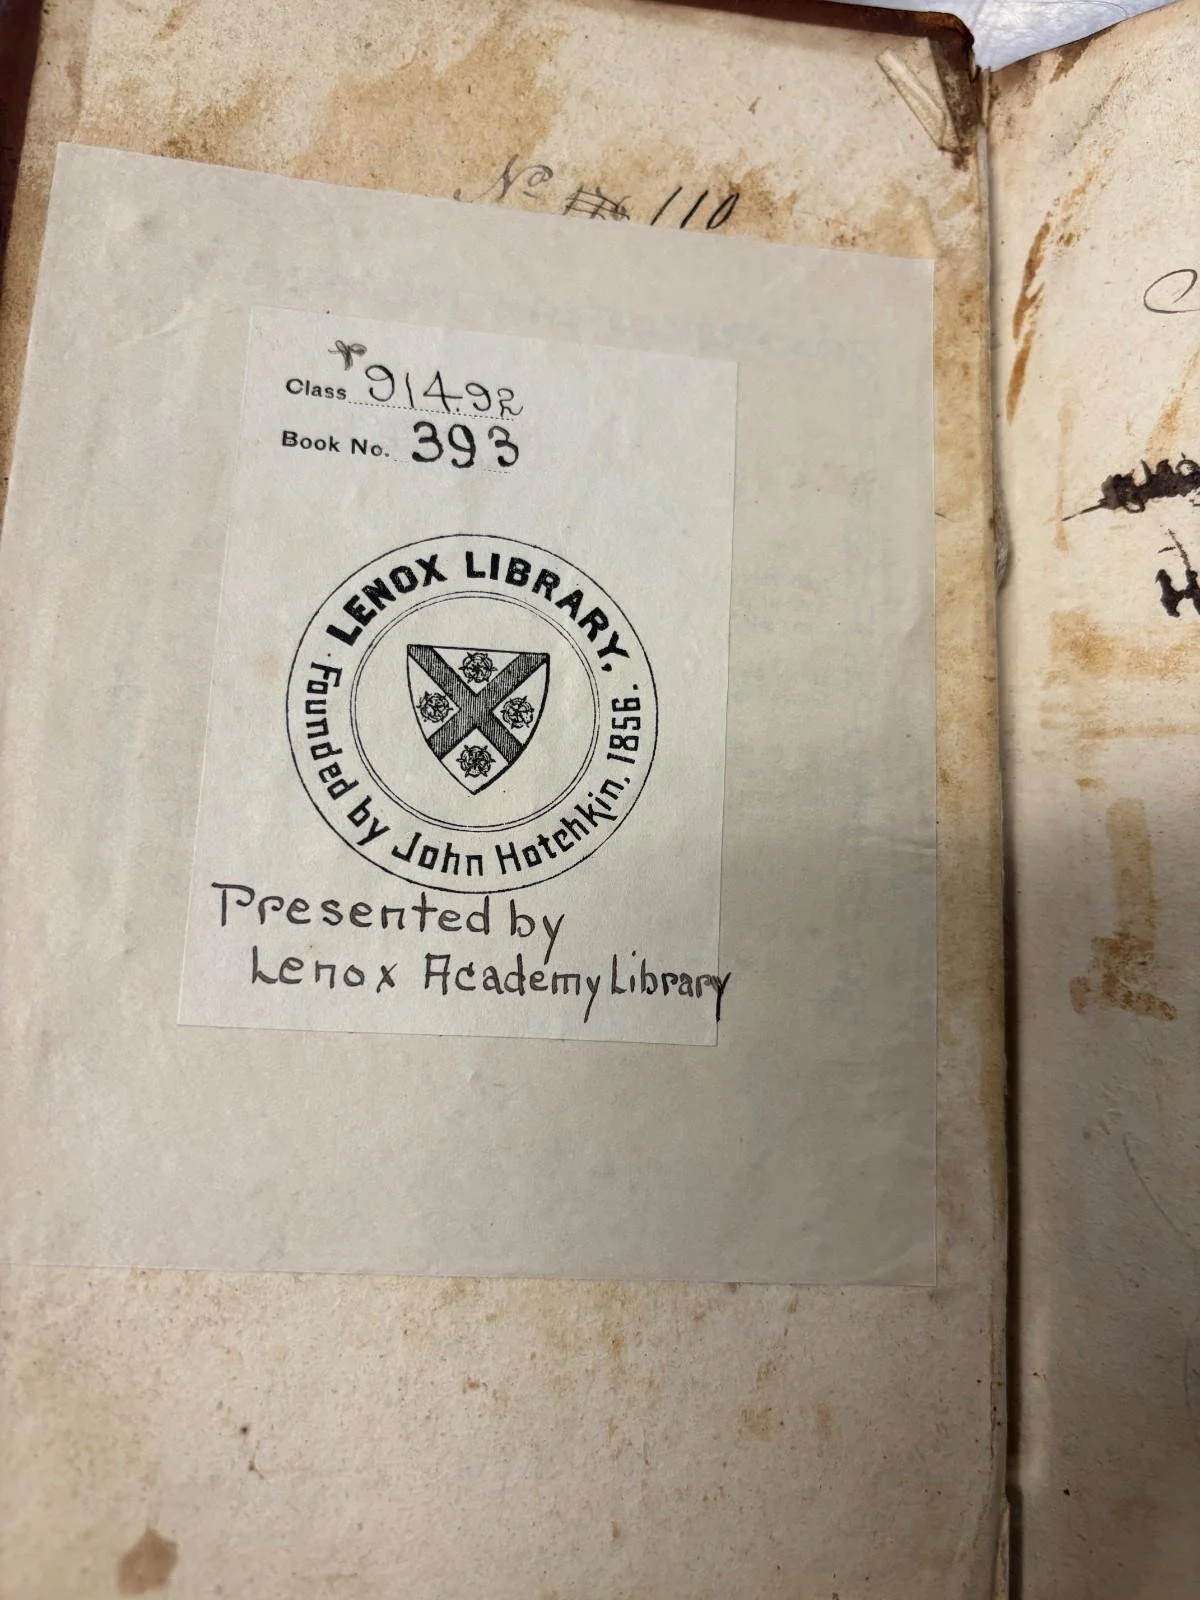 No 110
Class 914.92
Book No. 393
LENOX LIBRARY,
Founded by John Hotchkin, 1856.
Presented by
Lenox Academy Library
H